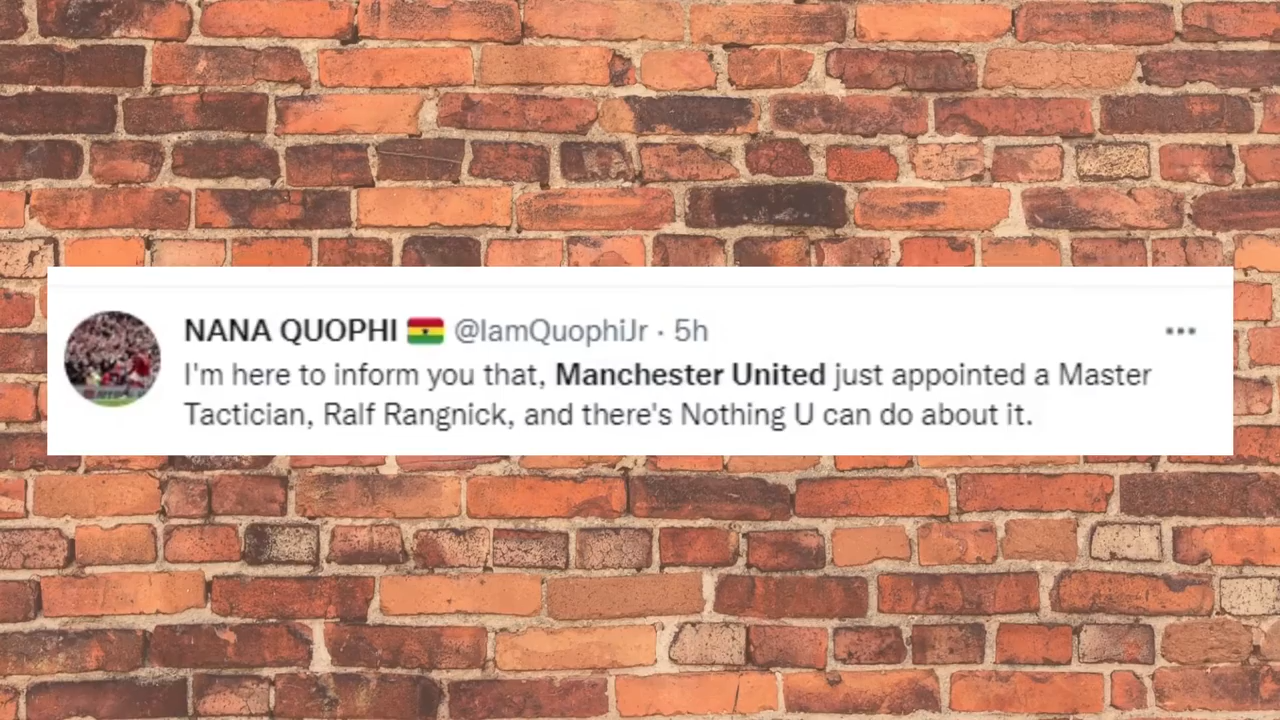 NANA QUOPHI 🇬🇭 @IamQuophiJr · 5h
I'm here to inform you that, Manchester United just appointed a Master
Tactician, Ralf Rangnick, and there's Nothing U can do about it.